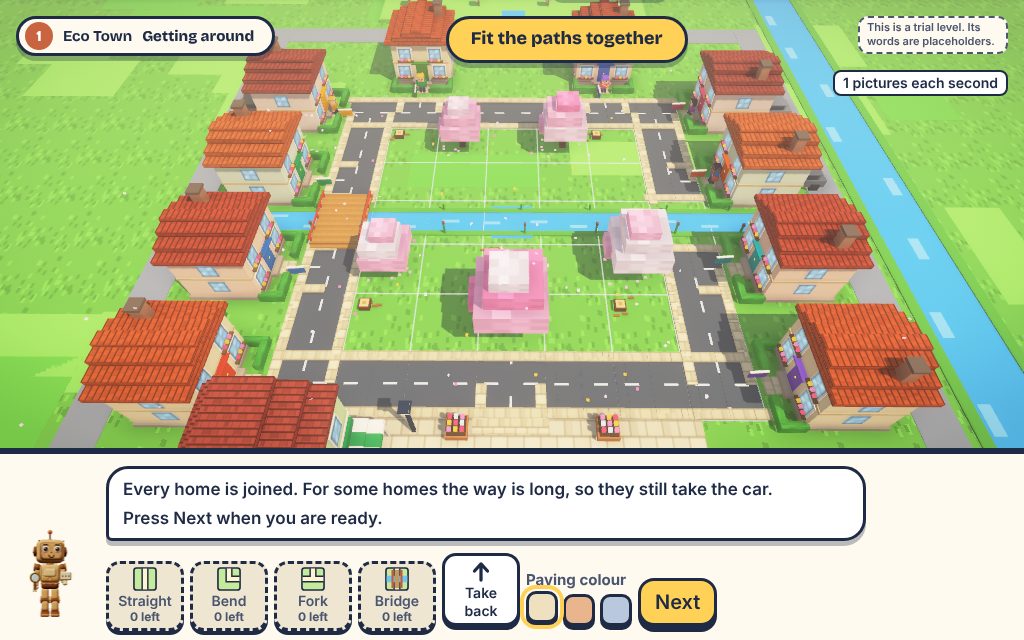 1 Eco Town Getting around
Fit the paths together
This is a trial level. Its
words are placeholders.
1 pictures each second
Every home is joined. For some homes the way is long, so they still take the car.
Press Next when you are ready.
Straight
0 left
Bend
0 left
Fork
0 left
Bridge
0 left
Take
back
Paving colour
Next